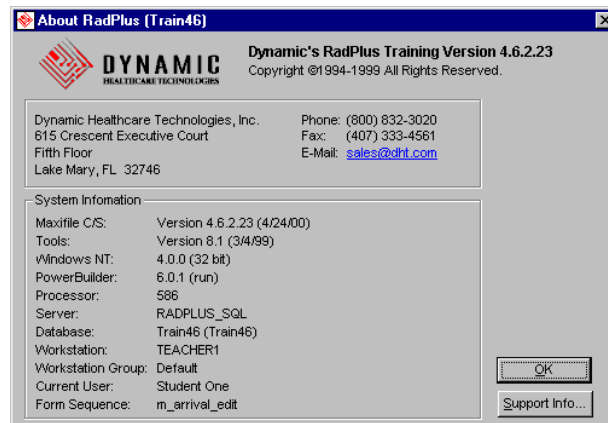 About RadPlus (Train46)
DYNAMIC
HEALTHCARE TECHNOLOGIES
Dynamic's RadPlus Training Version 4.6.2.23
Copyright ©1994-1999 All Rights Reserved.
Dynamic Healthcare Technologies, Inc.
615 Crescent Executive Court
Fifth Floor
Lake Mary, FL 32746
Phone: (800) 832-3020
Fax: (407) 333-4561
E-Mail: sales@dht.com
System Infomation
Maxifile C/S: Version 4.6.2.23 (4/24/00)
Tools: Version 8.1 (3/4/99)
Windows NT: 4.0.0 (32 bit)
PowerBuilder: 6.0.1 (run)
Processor: 586
Server: RADPLUS_SQL
Database: Train46 (Train46)
Workstation: TEACHER1
Workstation Group: Default
Current User: Student One
Form Sequence: m_arrival_edit
OK
Support Info...